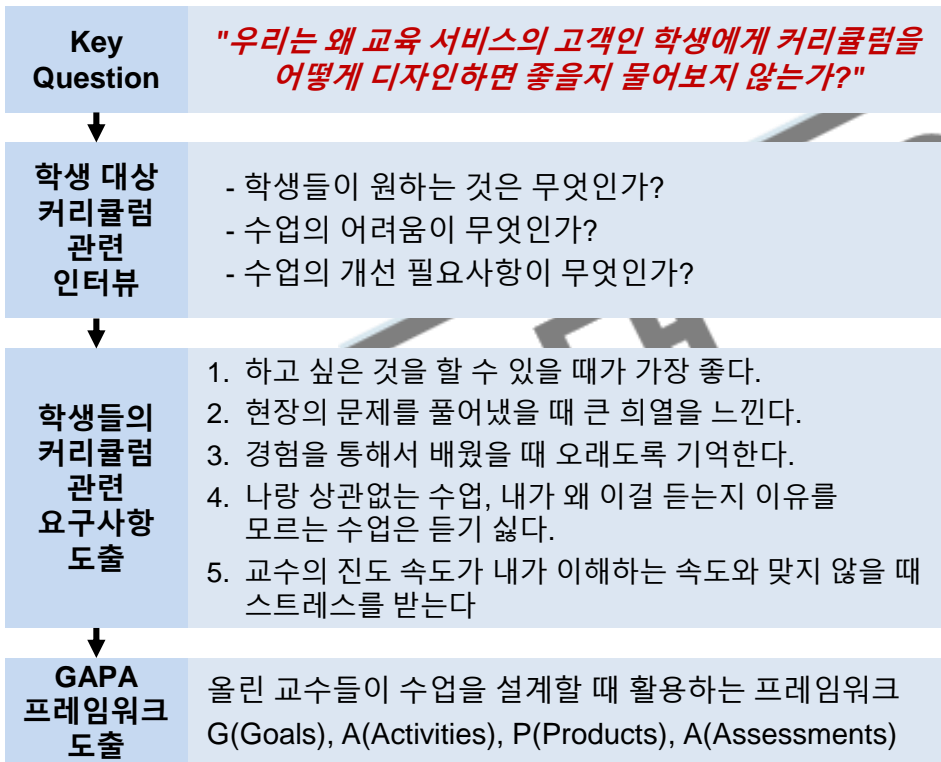 Key
Question
"우리는 왜 교육 서비스의 고객인 학생에게 커리큘럼을
어떻게 디자인하면 좋을지 물어보지 않는가?"
학생 대상
커리큘럼
관련
인터뷰
- 학생들이 원하는 것은 무엇인가?
- 수업의 어려움이 무엇인가?
- 수업의 개선 필요사항이 무엇인가?
학생들의
커리큘럼
관련
요구사항
도출
1. 하고 싶은 것을 할 수 있을 때가 가장 좋다.
2. 현장의 문제를 풀어냈을 때 큰 희열을 느낀다.
3. 경험을 통해서 배웠을 때 오래도록 기억한다.
4. 나랑 상관없는 수업, 내가 왜 이걸 듣는지 이유를
모르는 수업은 듣기 싫다.
5. 교수의 진도 속도가 내가 이해하는 속도와 맞지 않을 때
스트레스를 받는다
GAPA
프레임워크
도출
올린 교수들이 수업을 설계할 때 활용하는 프레임워크
G(Goals), A(Activities), P(Products), A(Assessments)